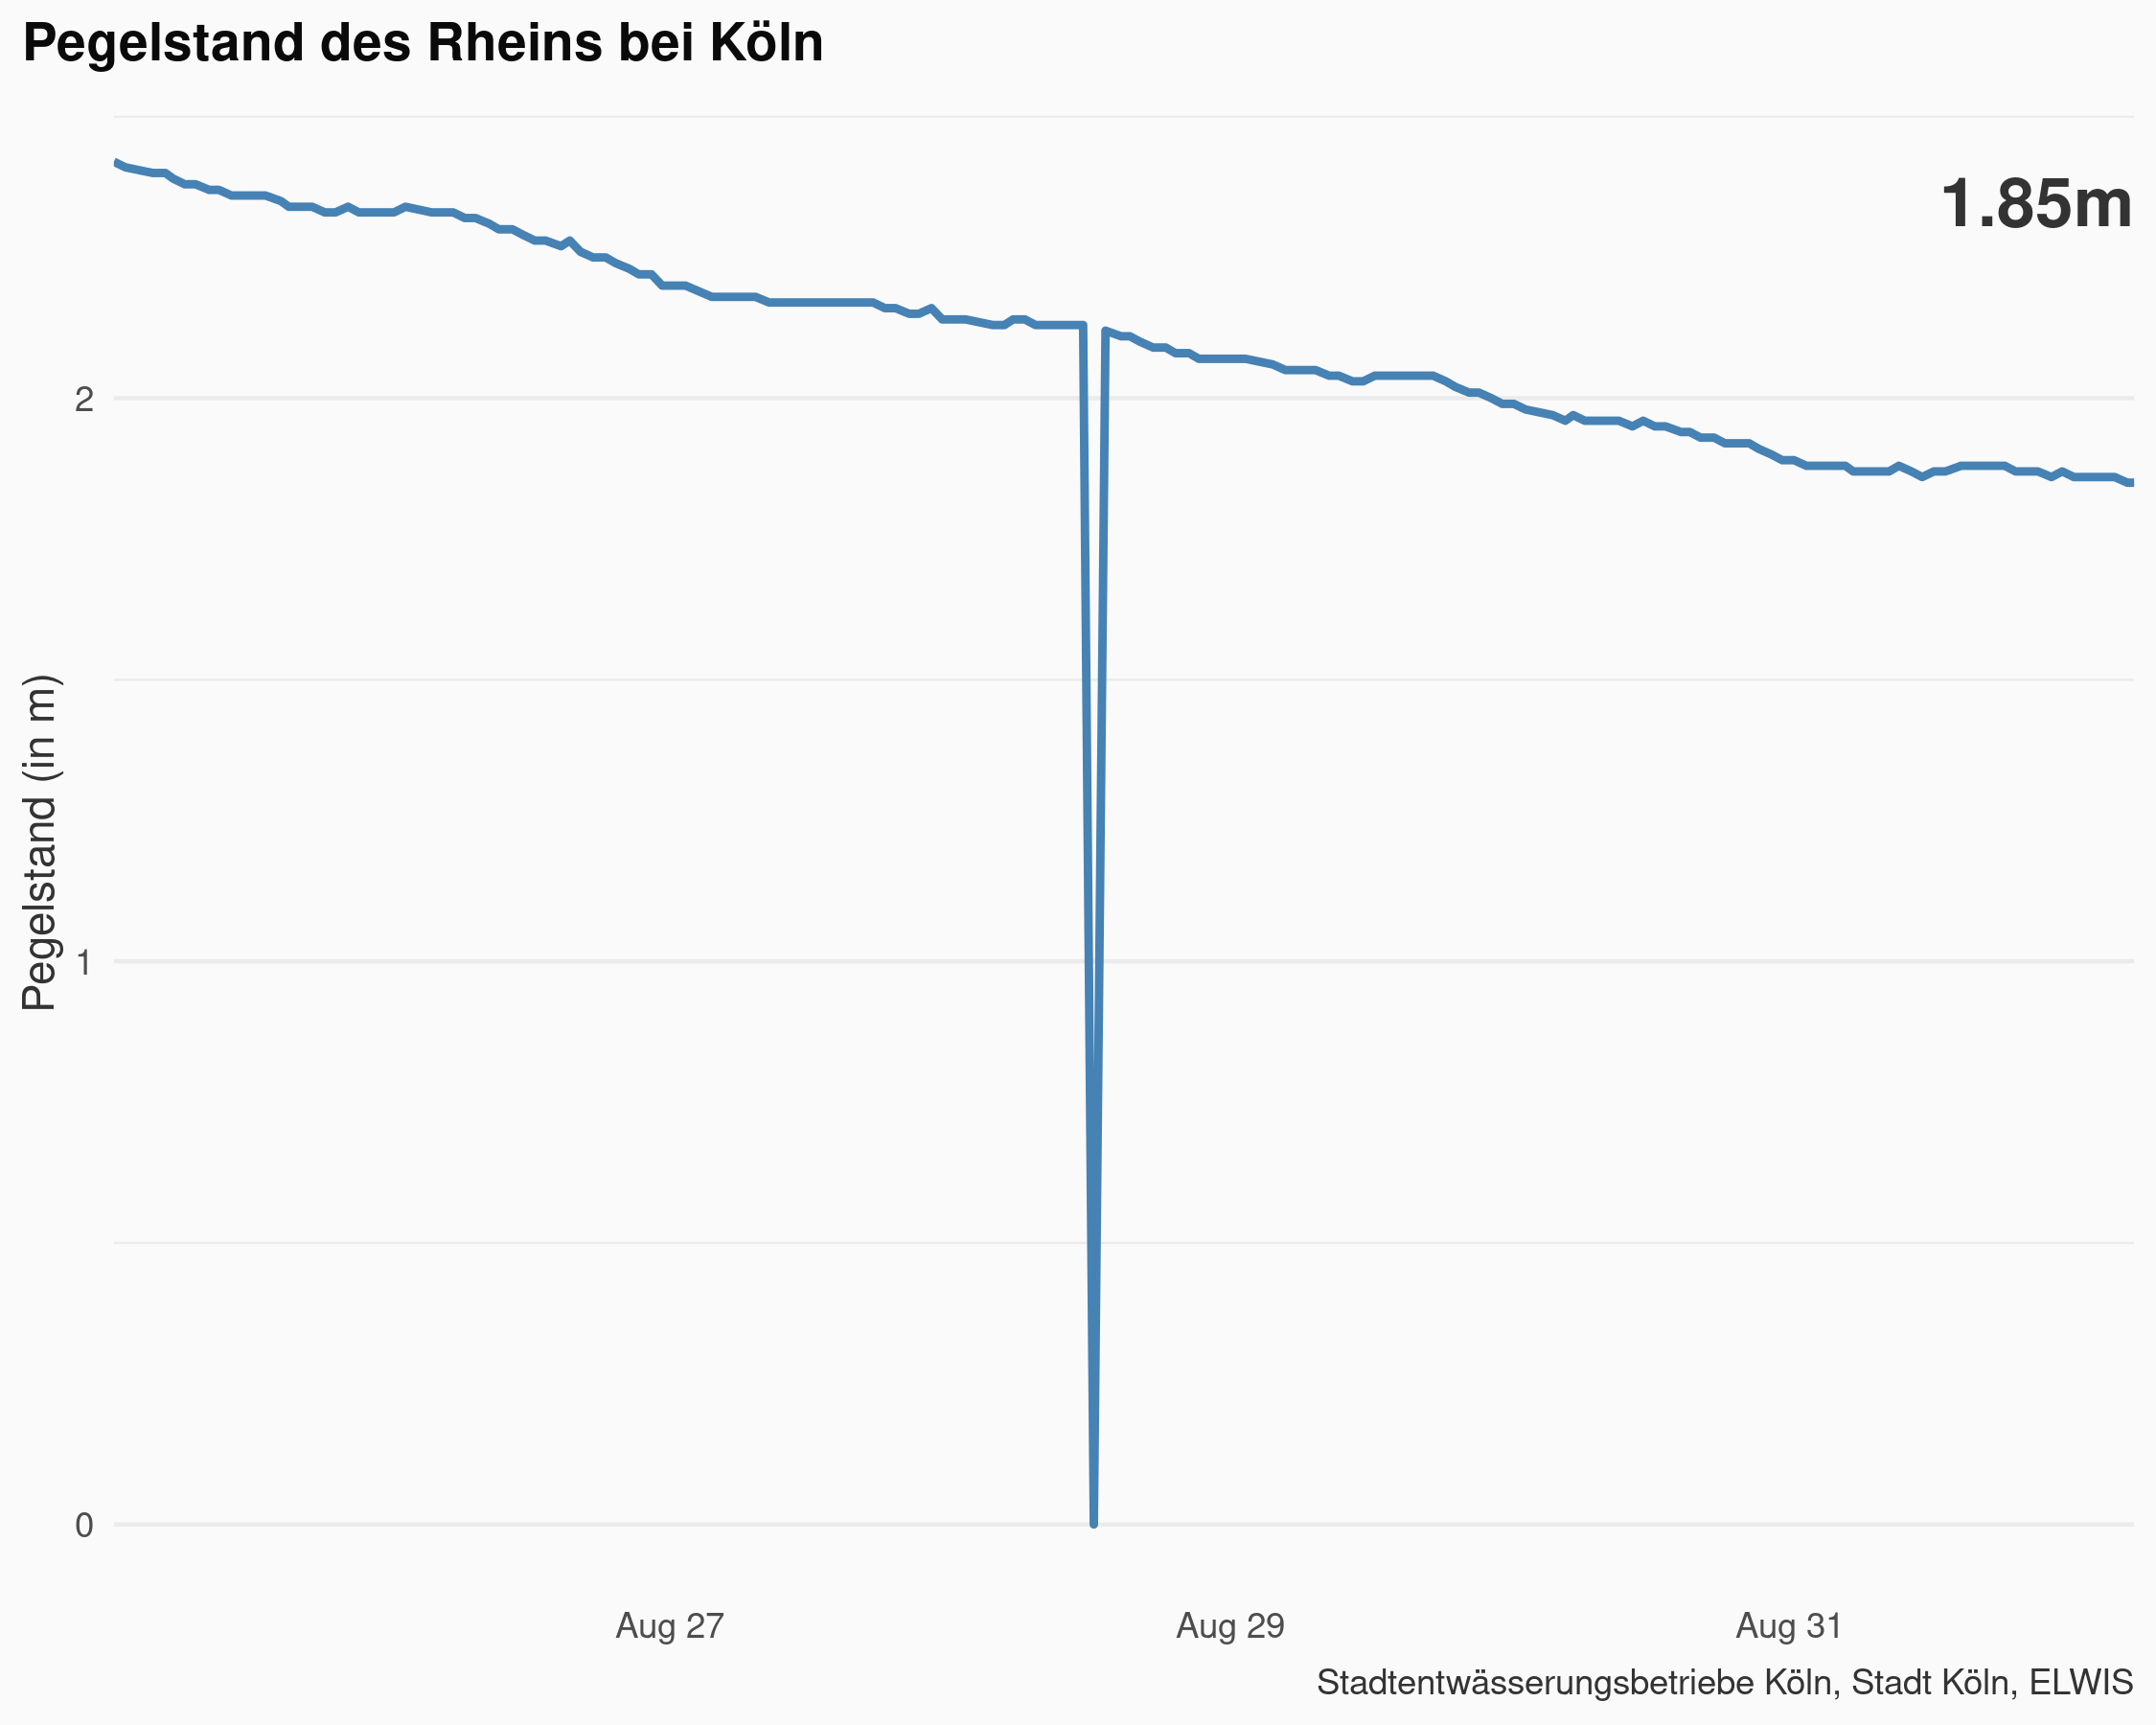 Pegelstand des Rheins bei Köln
1.85m
Pegelstand (in m)
2
1
0
Aug 27
Aug 29
Aug 31
Stadtentwässerungsbetriebe Köln, Stadt Köln, ELWIS